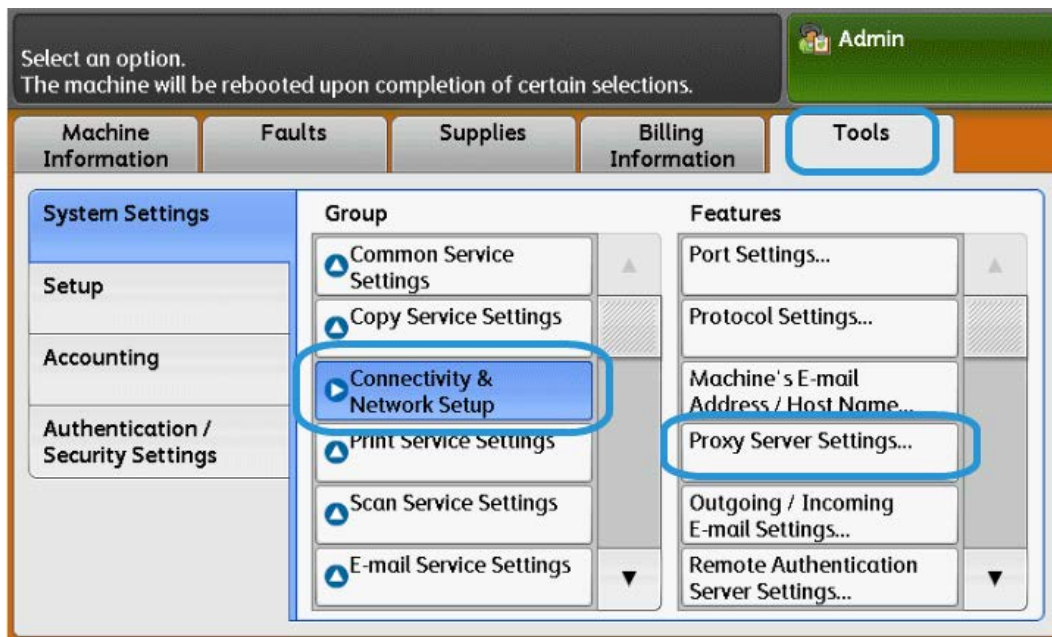 Select an option.
The machine will be rebooted upon completion of certain selections.
Admin
Machine
Information
Faults
Supplies
Billing
Information
Tools
System Settings
Setup
Accounting
Authentication /
Security Settings
Group
Common Service
Settings
Copy Service Settings
Connectivity &
Network Setup
Print Service Settings
Scan Service Settings
E-mail Service Settings
Features
Port Settings...
Protocol Settings...
Machine's E-mail
Address / Host Name...
Proxy Server Settings...
Outgoing / Incoming
E-mail Settings...
Remote Authentication
Server Settings...